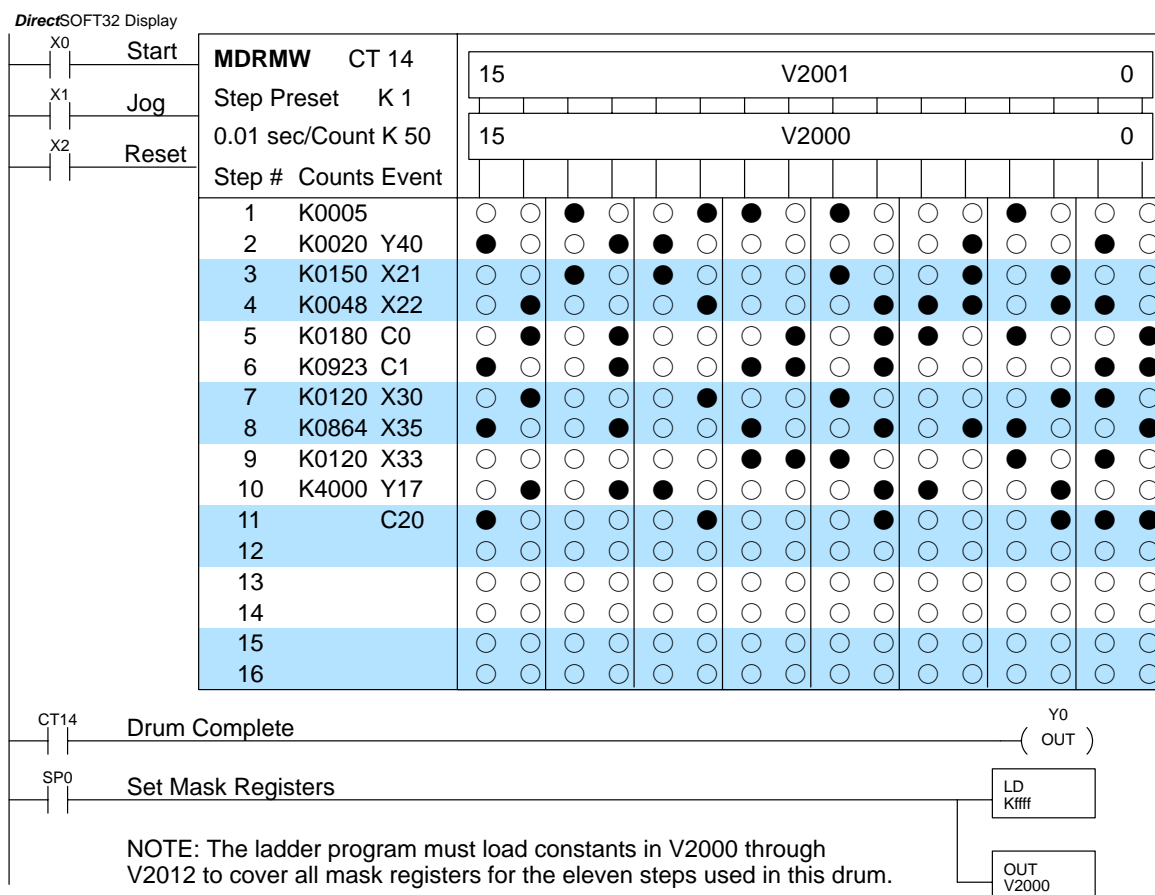 DirectSOFT32 Display
X0 Start
X1 Jog
X2 Reset
MDRMW CT 14
Step Preset K 1
0.01 sec/Count K 50
Step # Counts Event
15 V2001 0
15 V2000 0
1 K0005
2 K0020 Y40
3 K0150 X21
4 K0048 X22
5 K0180 C0
6 K0923 C1
7 K0120 X30
8 K0864 X35
9 K0120 X33
10 K4000 Y17
11 C20
12
13
14
15
16
CT14 Drum Complete Y0
OUT
SP0 Set Mask Registers
LD
Kffff
NOTE: The ladder program must load constants in V2000 through
V2012 to cover all mask registers for the eleven steps used in this drum.
OUT
V2000